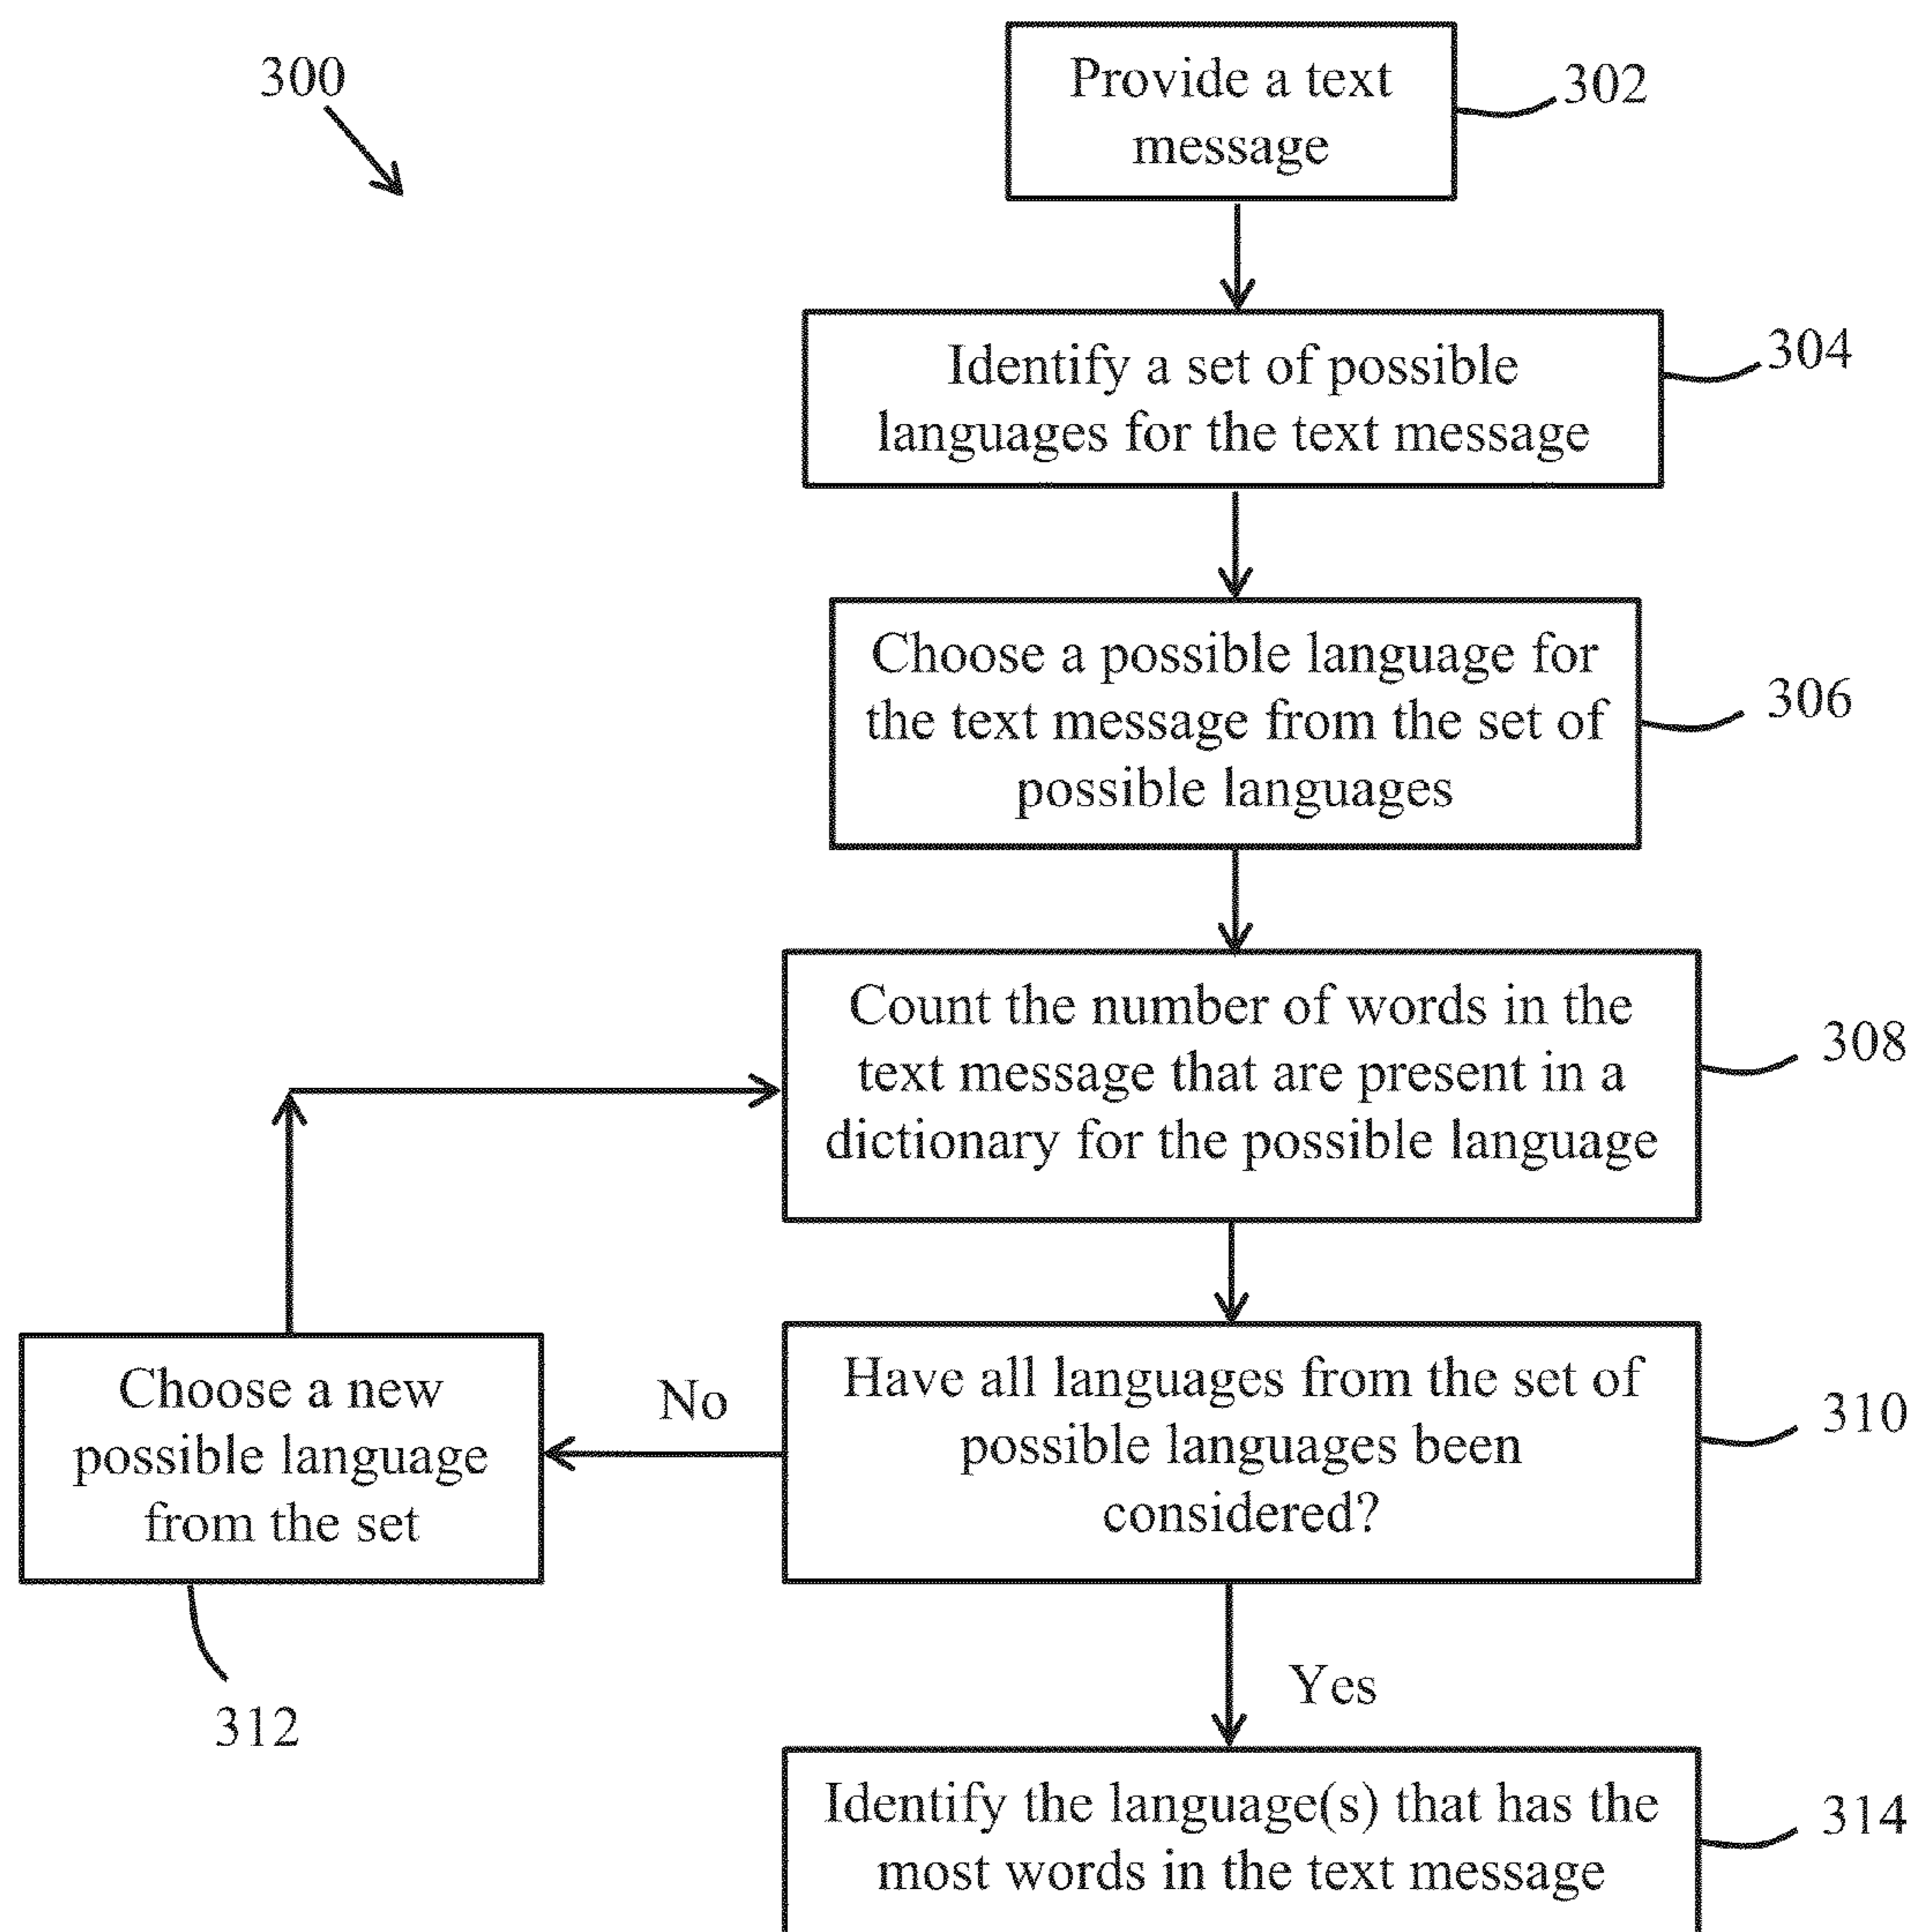 300
Provide a text
message
302
Identify a set of possible
languages for the text message
304
Choose a possible language for
the text message from the set of
possible languages
306
Count the number of words in the
text message that are present in a
dictionary for the possible language
308
Have all languages from the set of
possible languages been
considered?
310
No
Choose a new
possible language
from the set
312
Yes
Identify the language(s) that has the
most words in the text message
314